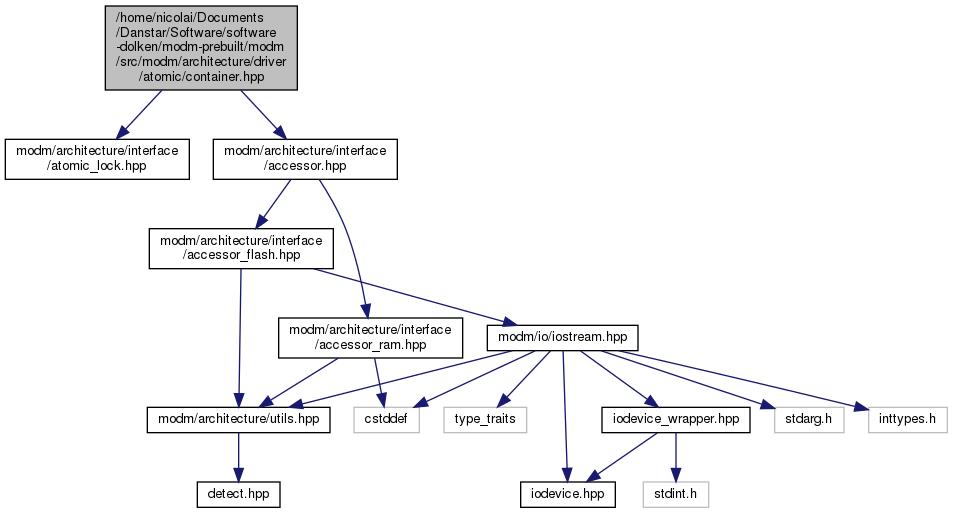 /home/nicolai/Documents
/Danstar/Software/software
-dolken/modm-prebuilt/modm
/src/modm/architecture/driver
/atomic/container.hpp
modm/architecture/interface
/atomic_lock.hpp
modm/architecture/interface
/accessor.hpp
modm/architecture/interface
/accessor_flash.hpp
modm/architecture/interface
/accessor_ram.hpp
modm/io/iostream.hpp
modm/architecture/utils.hpp
cstddef
type_traits
iodevice_wrapper.hpp
stdarg.h
inttypes.h
detect.hpp
iodevice.hpp
stdint.h